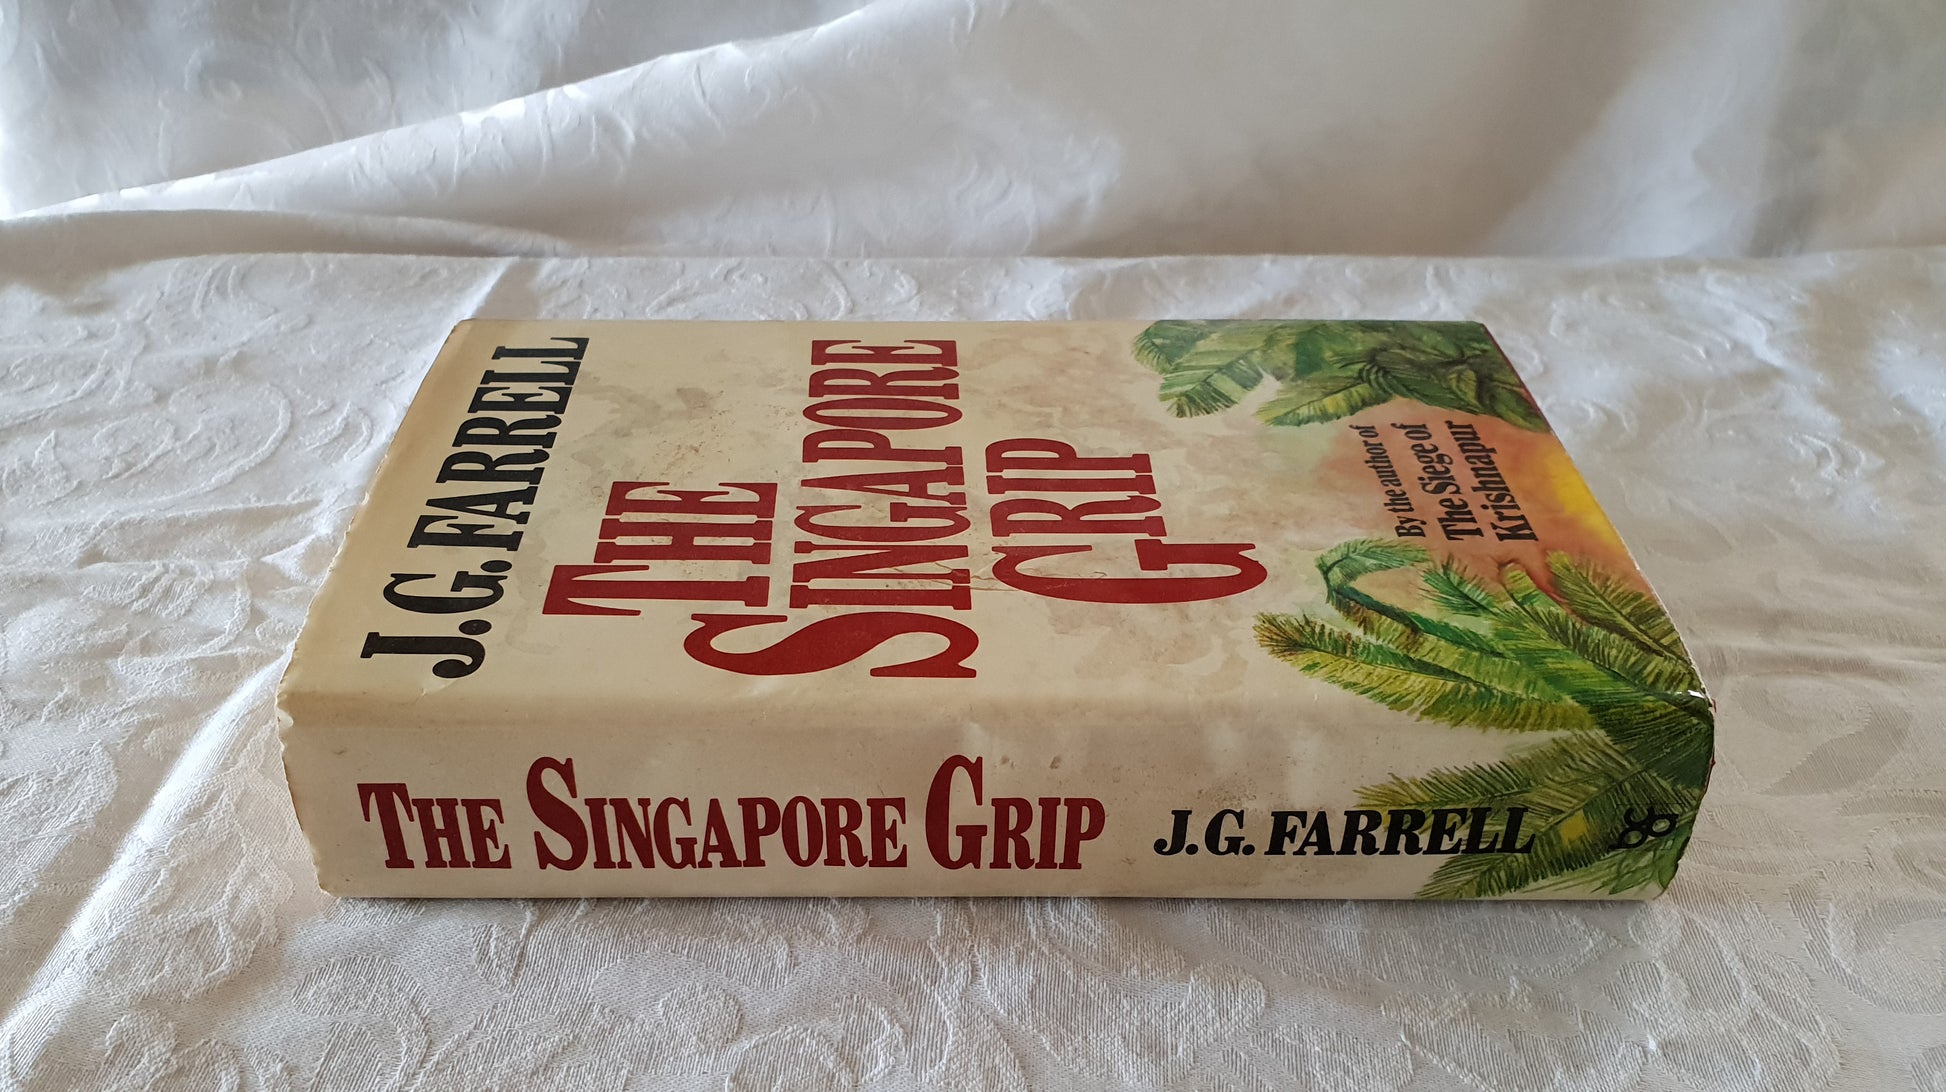 J.G. FARRELL
THE
SINGAPORE
GRIP
By the author of
The Siege of
Krishnapur
THE SINGAPORE GRIP J.G. FARRELL